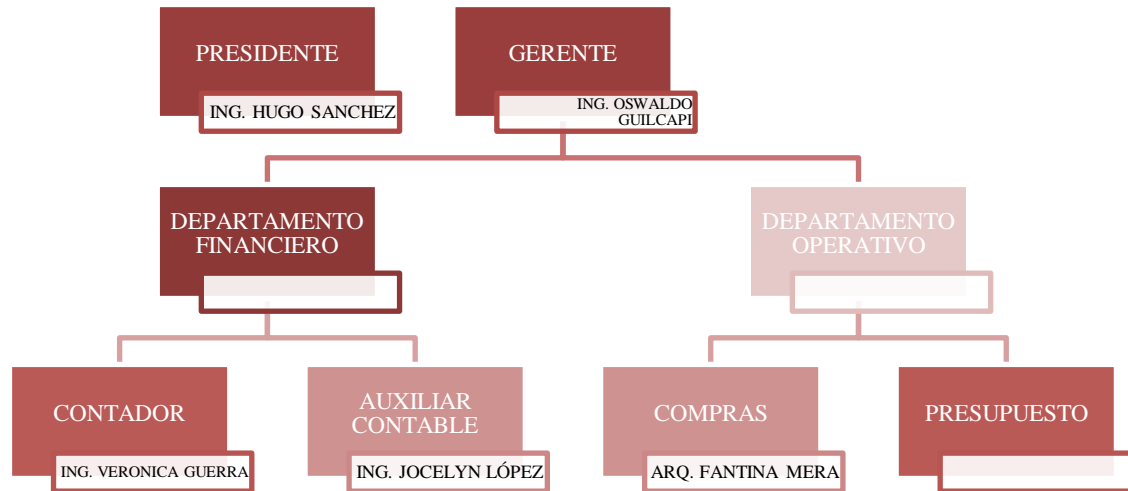 PRESIDENTE
ING. HUGO SANCHEZ
GERENTE
ING. OSWALDO
GUILCAPI
DEPARTAMENTO
FINANCIERO
DEPARTAMENTO
OPERATIVO
CONTADOR
ING. VERONICA GUERRA
AUXILIAR
CONTABLE
ING. JOCELYN LÓPEZ
COMPRAS
ARQ. FANTINA MERA
PRESUPUESTO